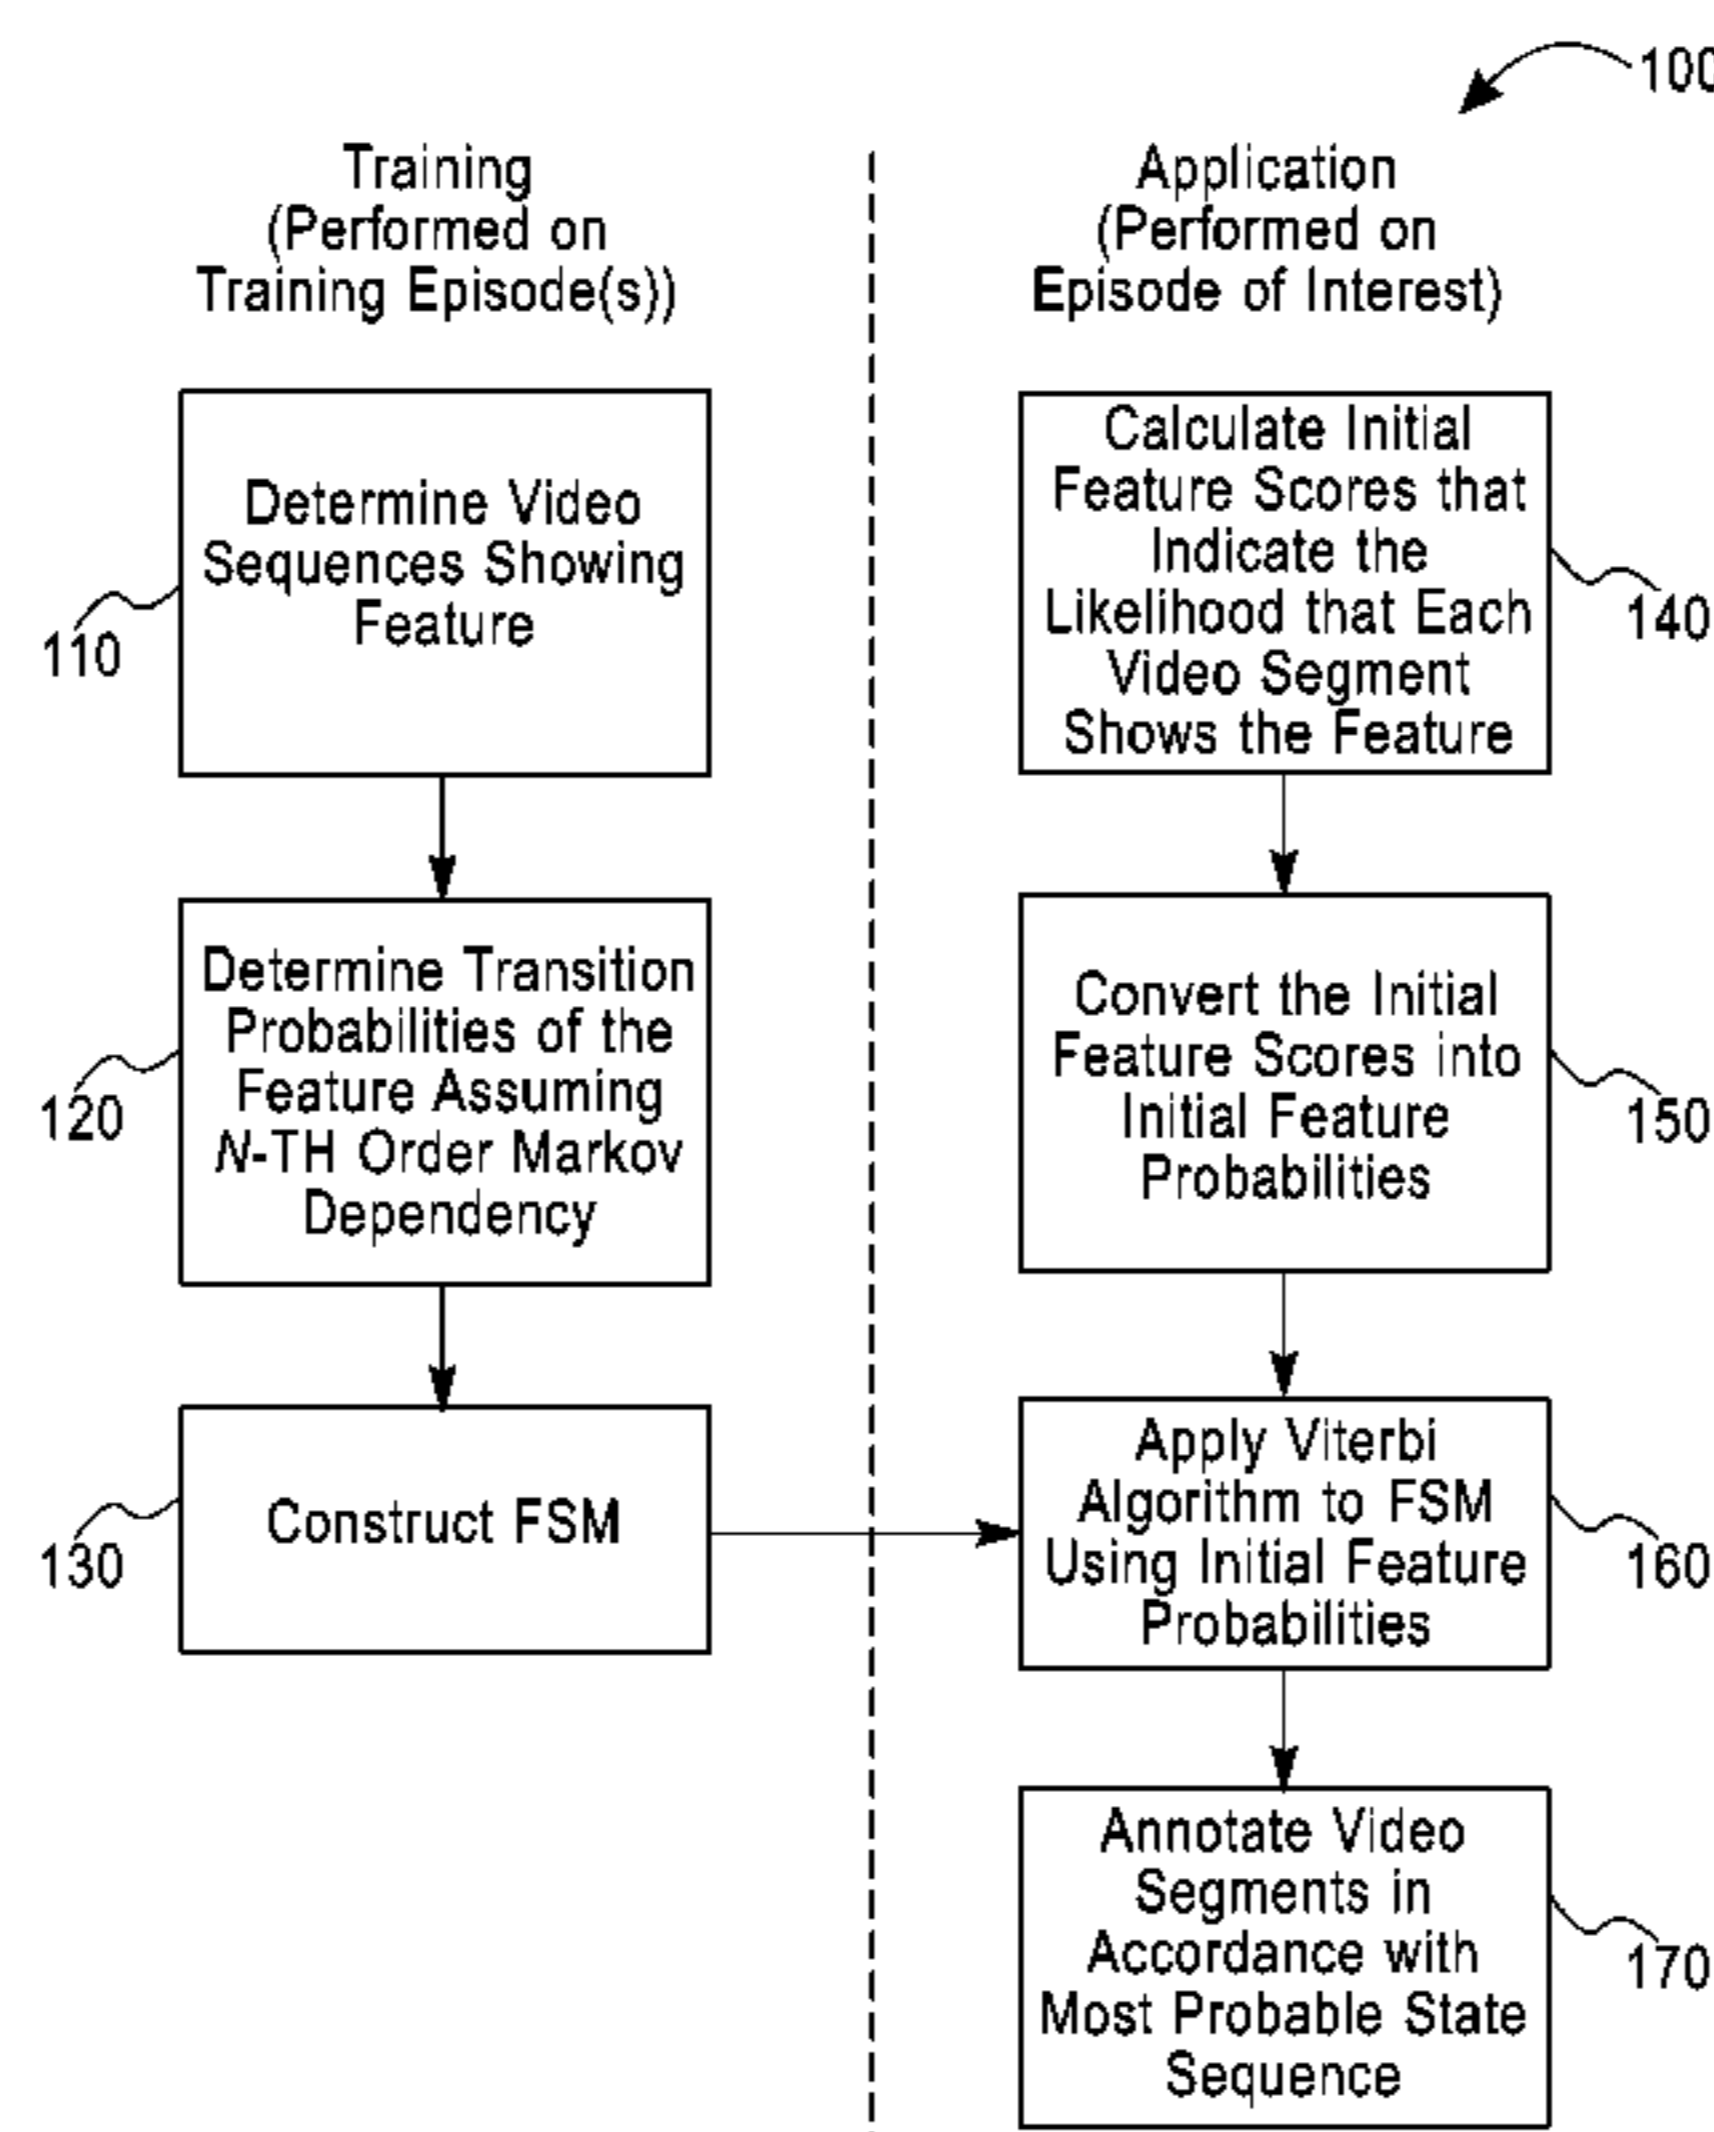 100
Training
(Performed on
Training Episode(s))
Application
(Performed on
Episode of Interest)
Determine Video
Sequences Showing
Feature
110
Determine Transition
Probabilities of the
Feature Assuming
N-TH Order Markov
Dependency
120
Construct FSM
130
Calculate Initial
Feature Scores that
Indicate the
Likelihood that Each
Video Segment
Shows the Feature
140
Convert the Initial
Feature Scores into
Initial Feature
Probabilities
150
Apply Viterbi
Algorithm to FSM
Using Initial Feature
Probabilities
160
Annotate Video
Segments in
Accordance with
Most Probable State
Sequence
170